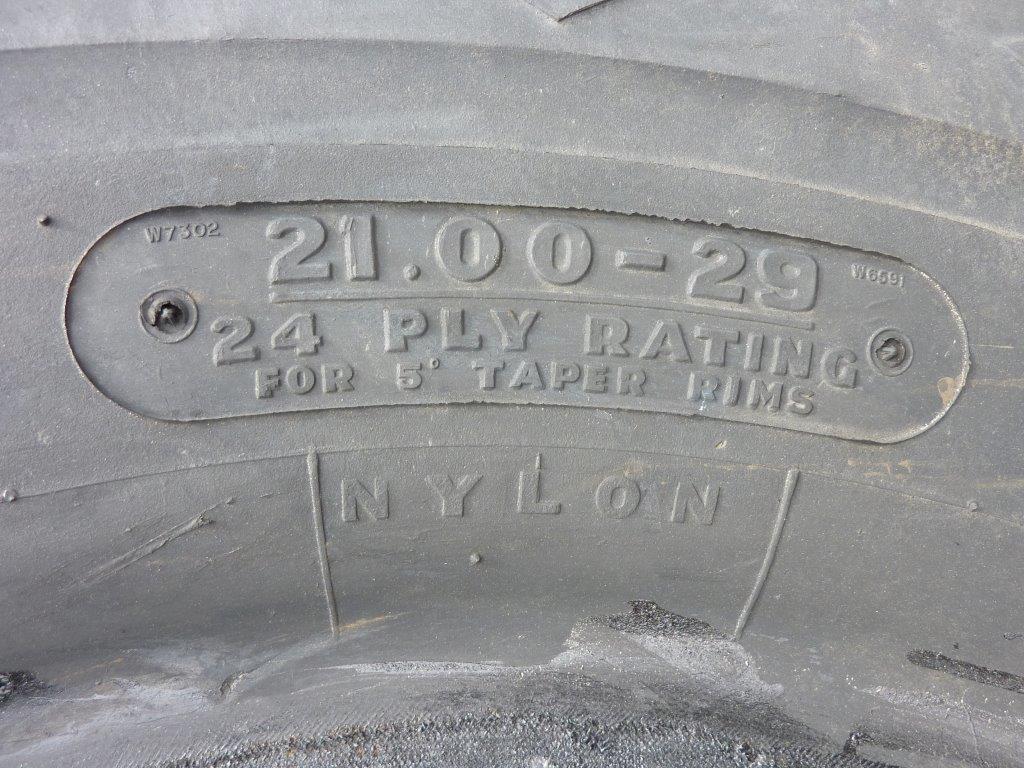 W7302
21.00-29
W6591
24 PLY RATING
FOR 5° TAPER RIMS
NYLON